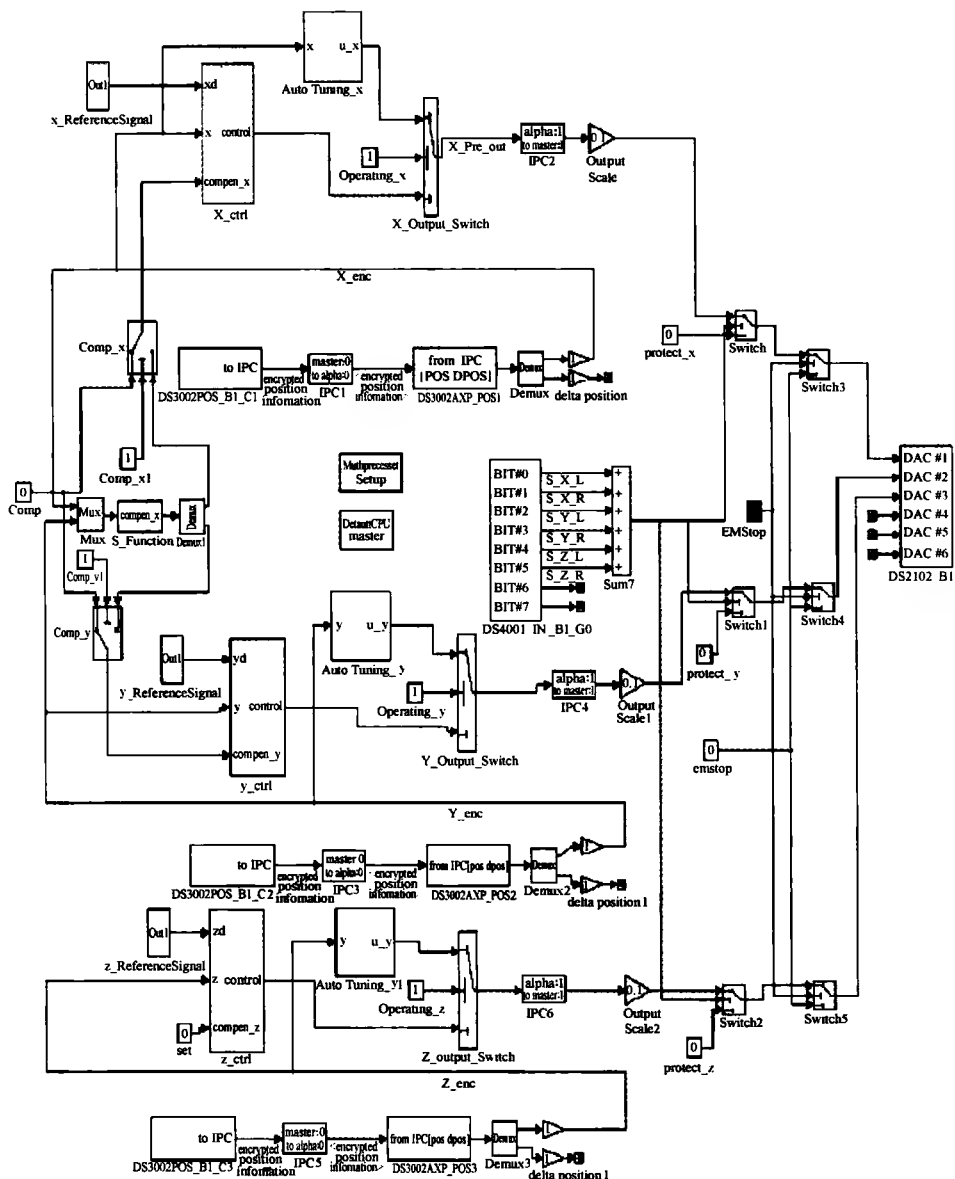 x
u_x
Auto Tuning_x
Out1
x_ReferenceSignal
xd
x
control
compen_x
X_ctrl
1
Operating_x
X_Output_Switch
X_Pre_out
alpha:1
to master:1
IPC2
0.1
Output
Scale
X_enc
Comp_x
to IPC
DS3002POS_B1_C1
encrypted
position
infomation
master:0
to alpha:0
IPC1
encrypted
position
infomation
from IPC
[POS DPOS]
DS3002AXP_POS1
Demux
Demux
1
1
delta position
0
protect_x
Switch
Switch3
1
Comp_x1
0
Comp
Mux
Mux
compen_x
S_Function
Demux
Demux1
Setup
DefaultCPU
master
BIT#0
BIT#1
BIT#2
BIT#3
BIT#4
BIT#5
BIT#6
BIT#7
S_X_L
S_X_R
S_Y_L
S_Y_R
S_Z_L
S_Z_R
+
+
+
+
+
+
Sum7
DS4001_IN_B1_G0
EMStop
DAC #1
DAC #2
DAC #3
DAC #4
DAC #5
DAC #6
DS2102_B1
1
Comp_y1
Comp_y
y
u_y
Auto Tuning_y
Out1
y_ReferenceSignal
yd
y
control
compen_y
y_ctrl
1
Operating_y
Y_Output_Switch
alpha:1
to master:1
IPC4
0.1
Output
Scale1
Switch1
Switch4
0
protect_y
0
emstop
Y_enc
to IPC
DS3002POS_B1_C2
encrypted
position
infomation
master 0
to alpha:0
IPC3
encrypted
position
infomation
from IPC[pos dpos]
DS3002AXP_POS2
Demux
Demux2
1
1
delta position1
Out1
z_ReferenceSignal
zd
z
control
compen_z
z_ctrl
0
set
y
u_y
Auto Tuning_y1
1
Operating_z
Z_output_Switch
alpha:1
to master:1
IPC6
0.1
Output
Scale2
Switch2
Switch5
0
protect_z
Z_enc
to IPC
DS3002POS_B1_C3
encrypted
position
infomation
master:0
to alpha:0
IPC5
encrypted
position
infomation
from IPC[pos dpos]
DS3002AXP_POS3
Demux
Demux3
1
1
delta position1